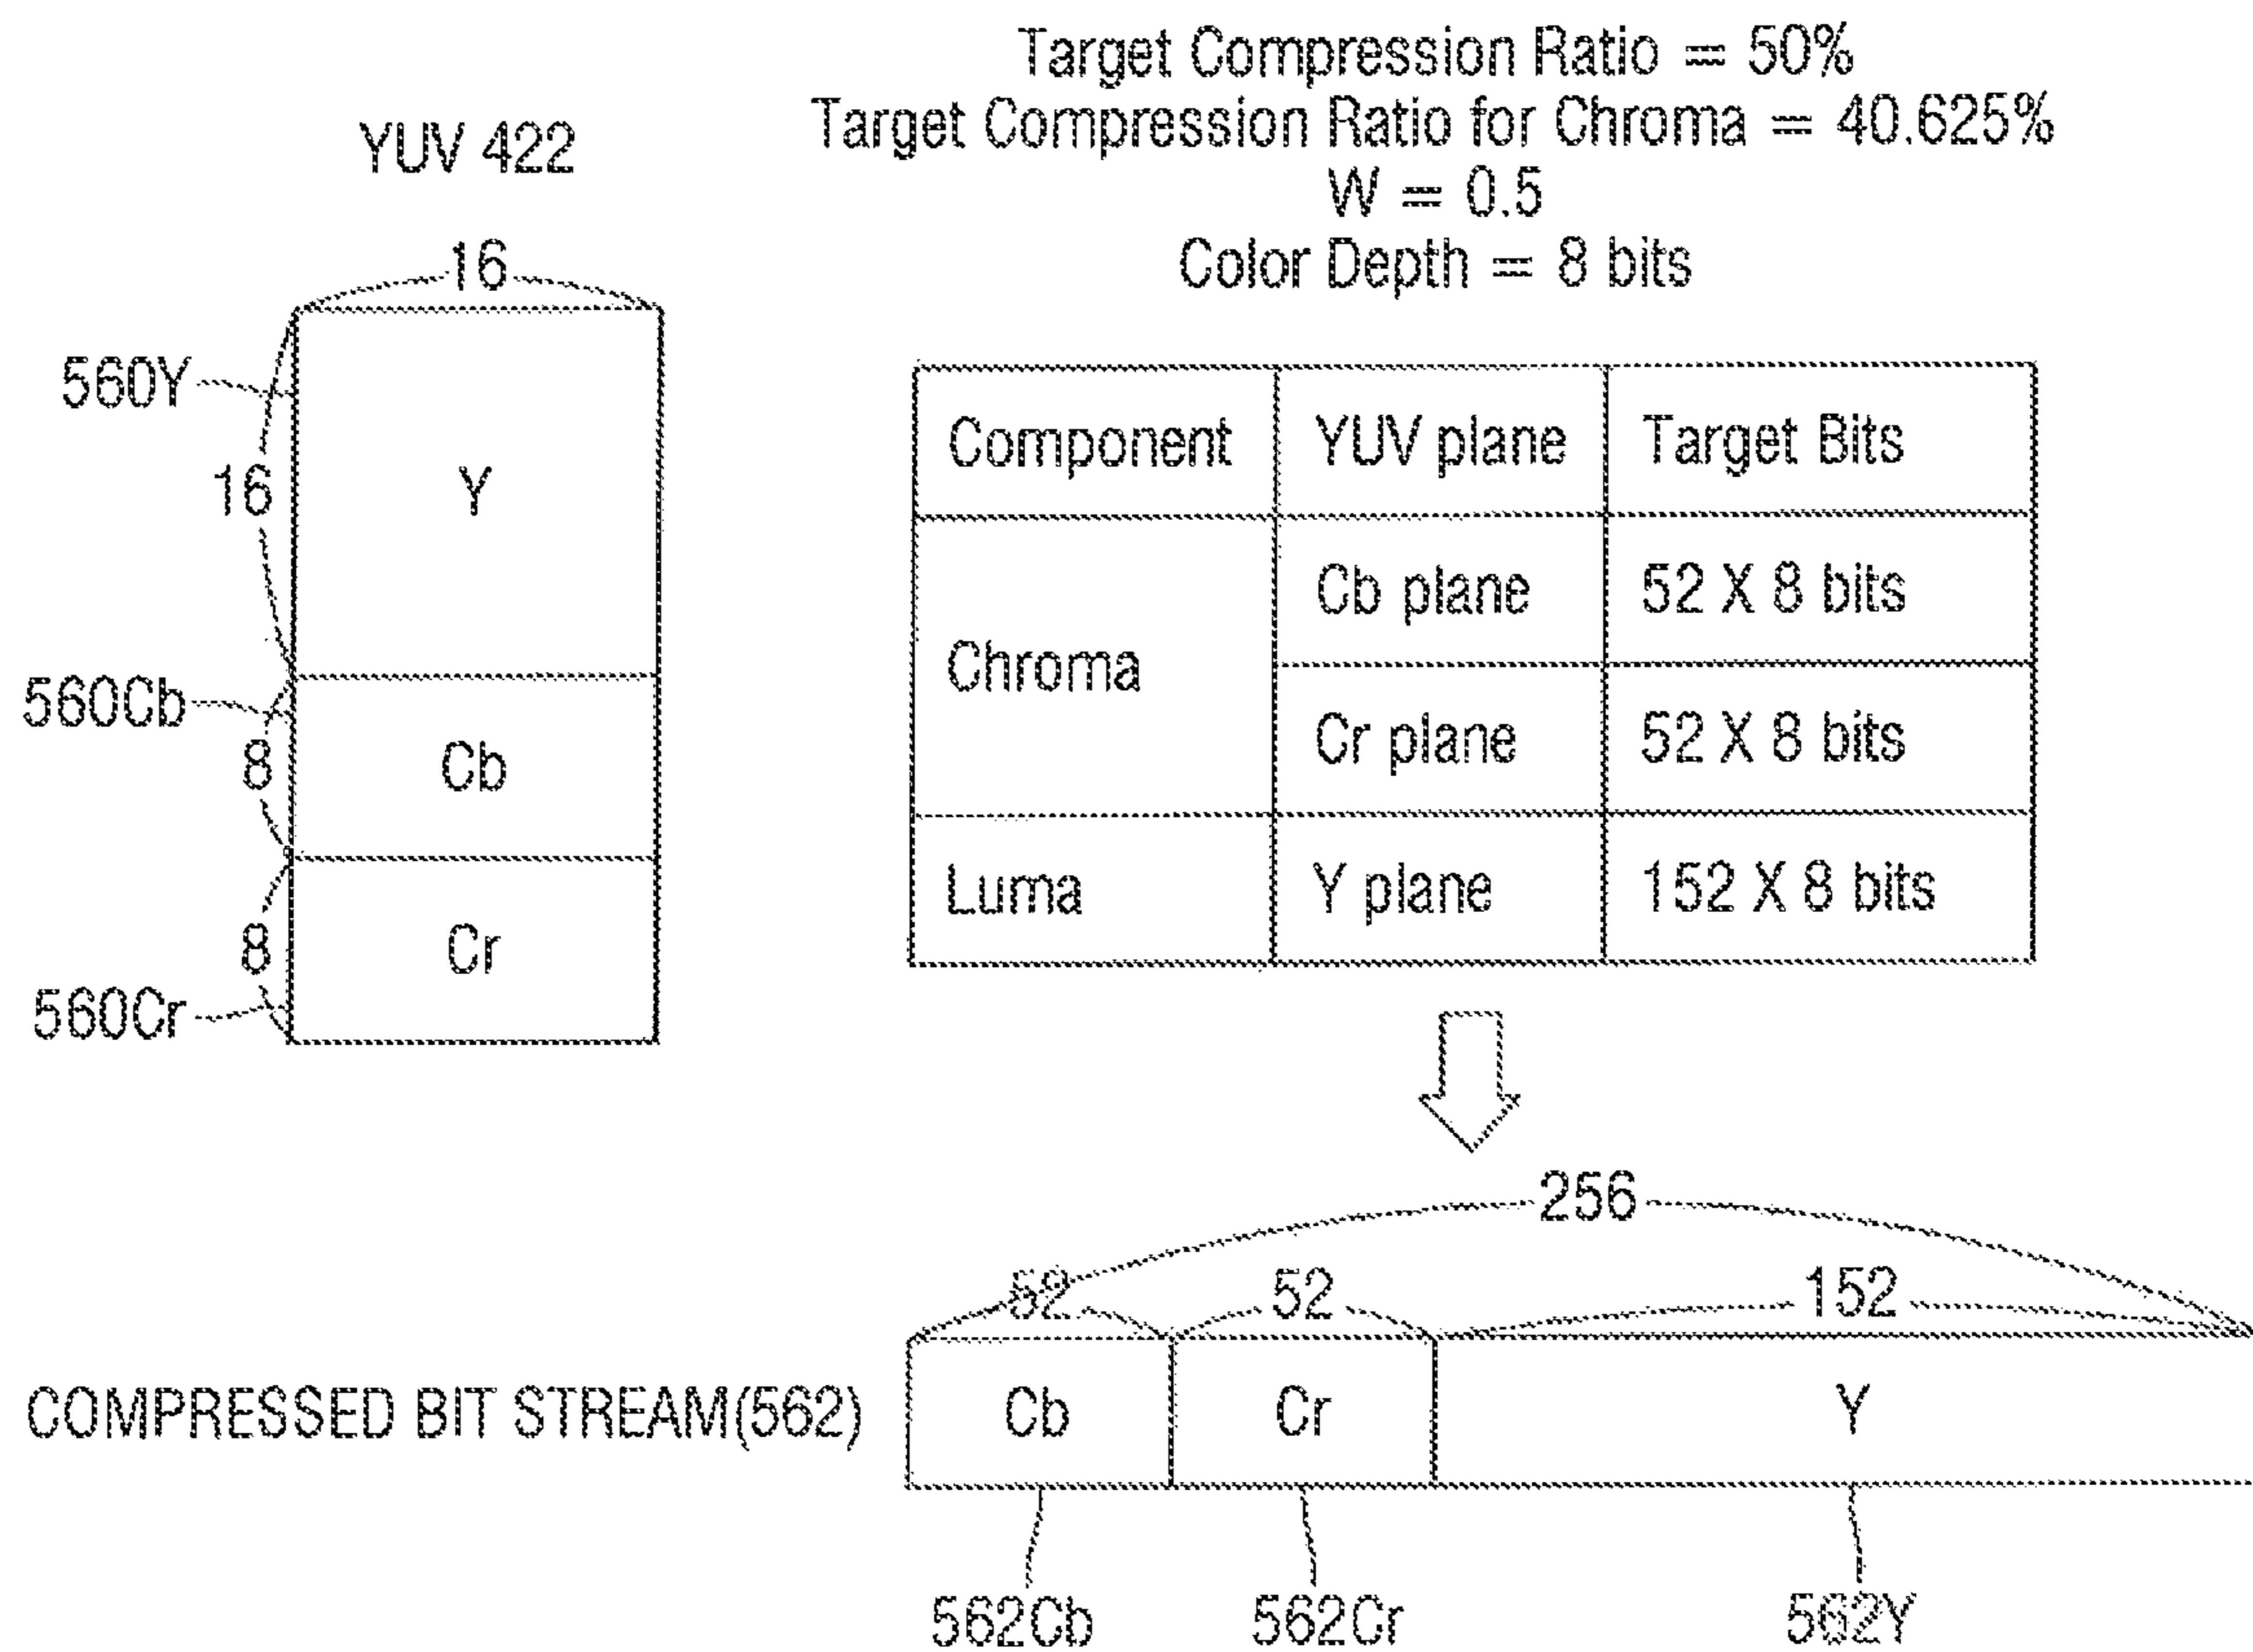 Target Compression Ratio = 50%
Target Compression Ratio for Chroma = 40.625%
W = 0.5
Color Depth = 8 bits
YUV 422
16
560Y
16
Y
560Cb
8
Cb
8
Cr
560Cr
Component YUV plane Target Bits
Chroma
Cb plane 52 X 8 bits
Cr plane 52 X 8 bits
Luma Y plane 152 X 8 bits
256
52 52 152
COMPRESSED BIT STREAM(562) Cb Cr Y
562Cb 562Cr 562Y